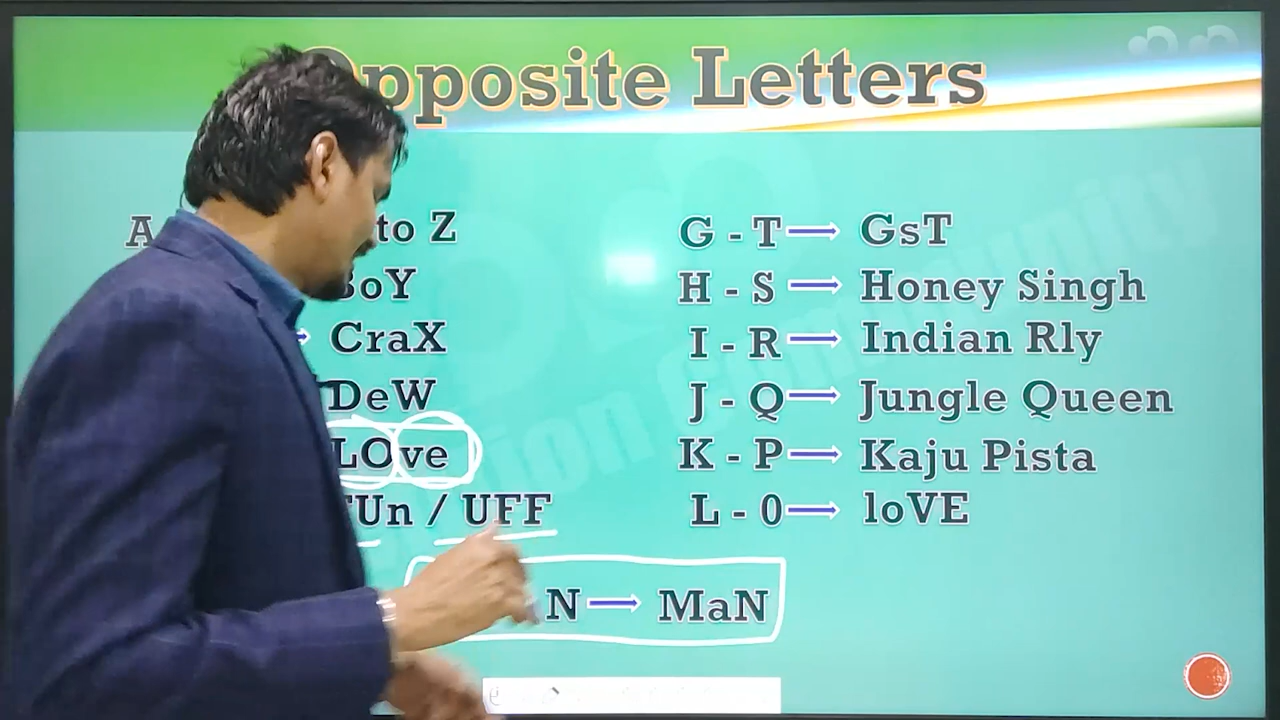 Opposite Letters
A to Z
BoY
CraX
DeW
LOve
FUn / UFF
G - T GsT
H - S Honey Singh
I - R Indian Rly
J - Q Jungle Queen
K - P Kaju Pista
L - 0 loVE
N MaN